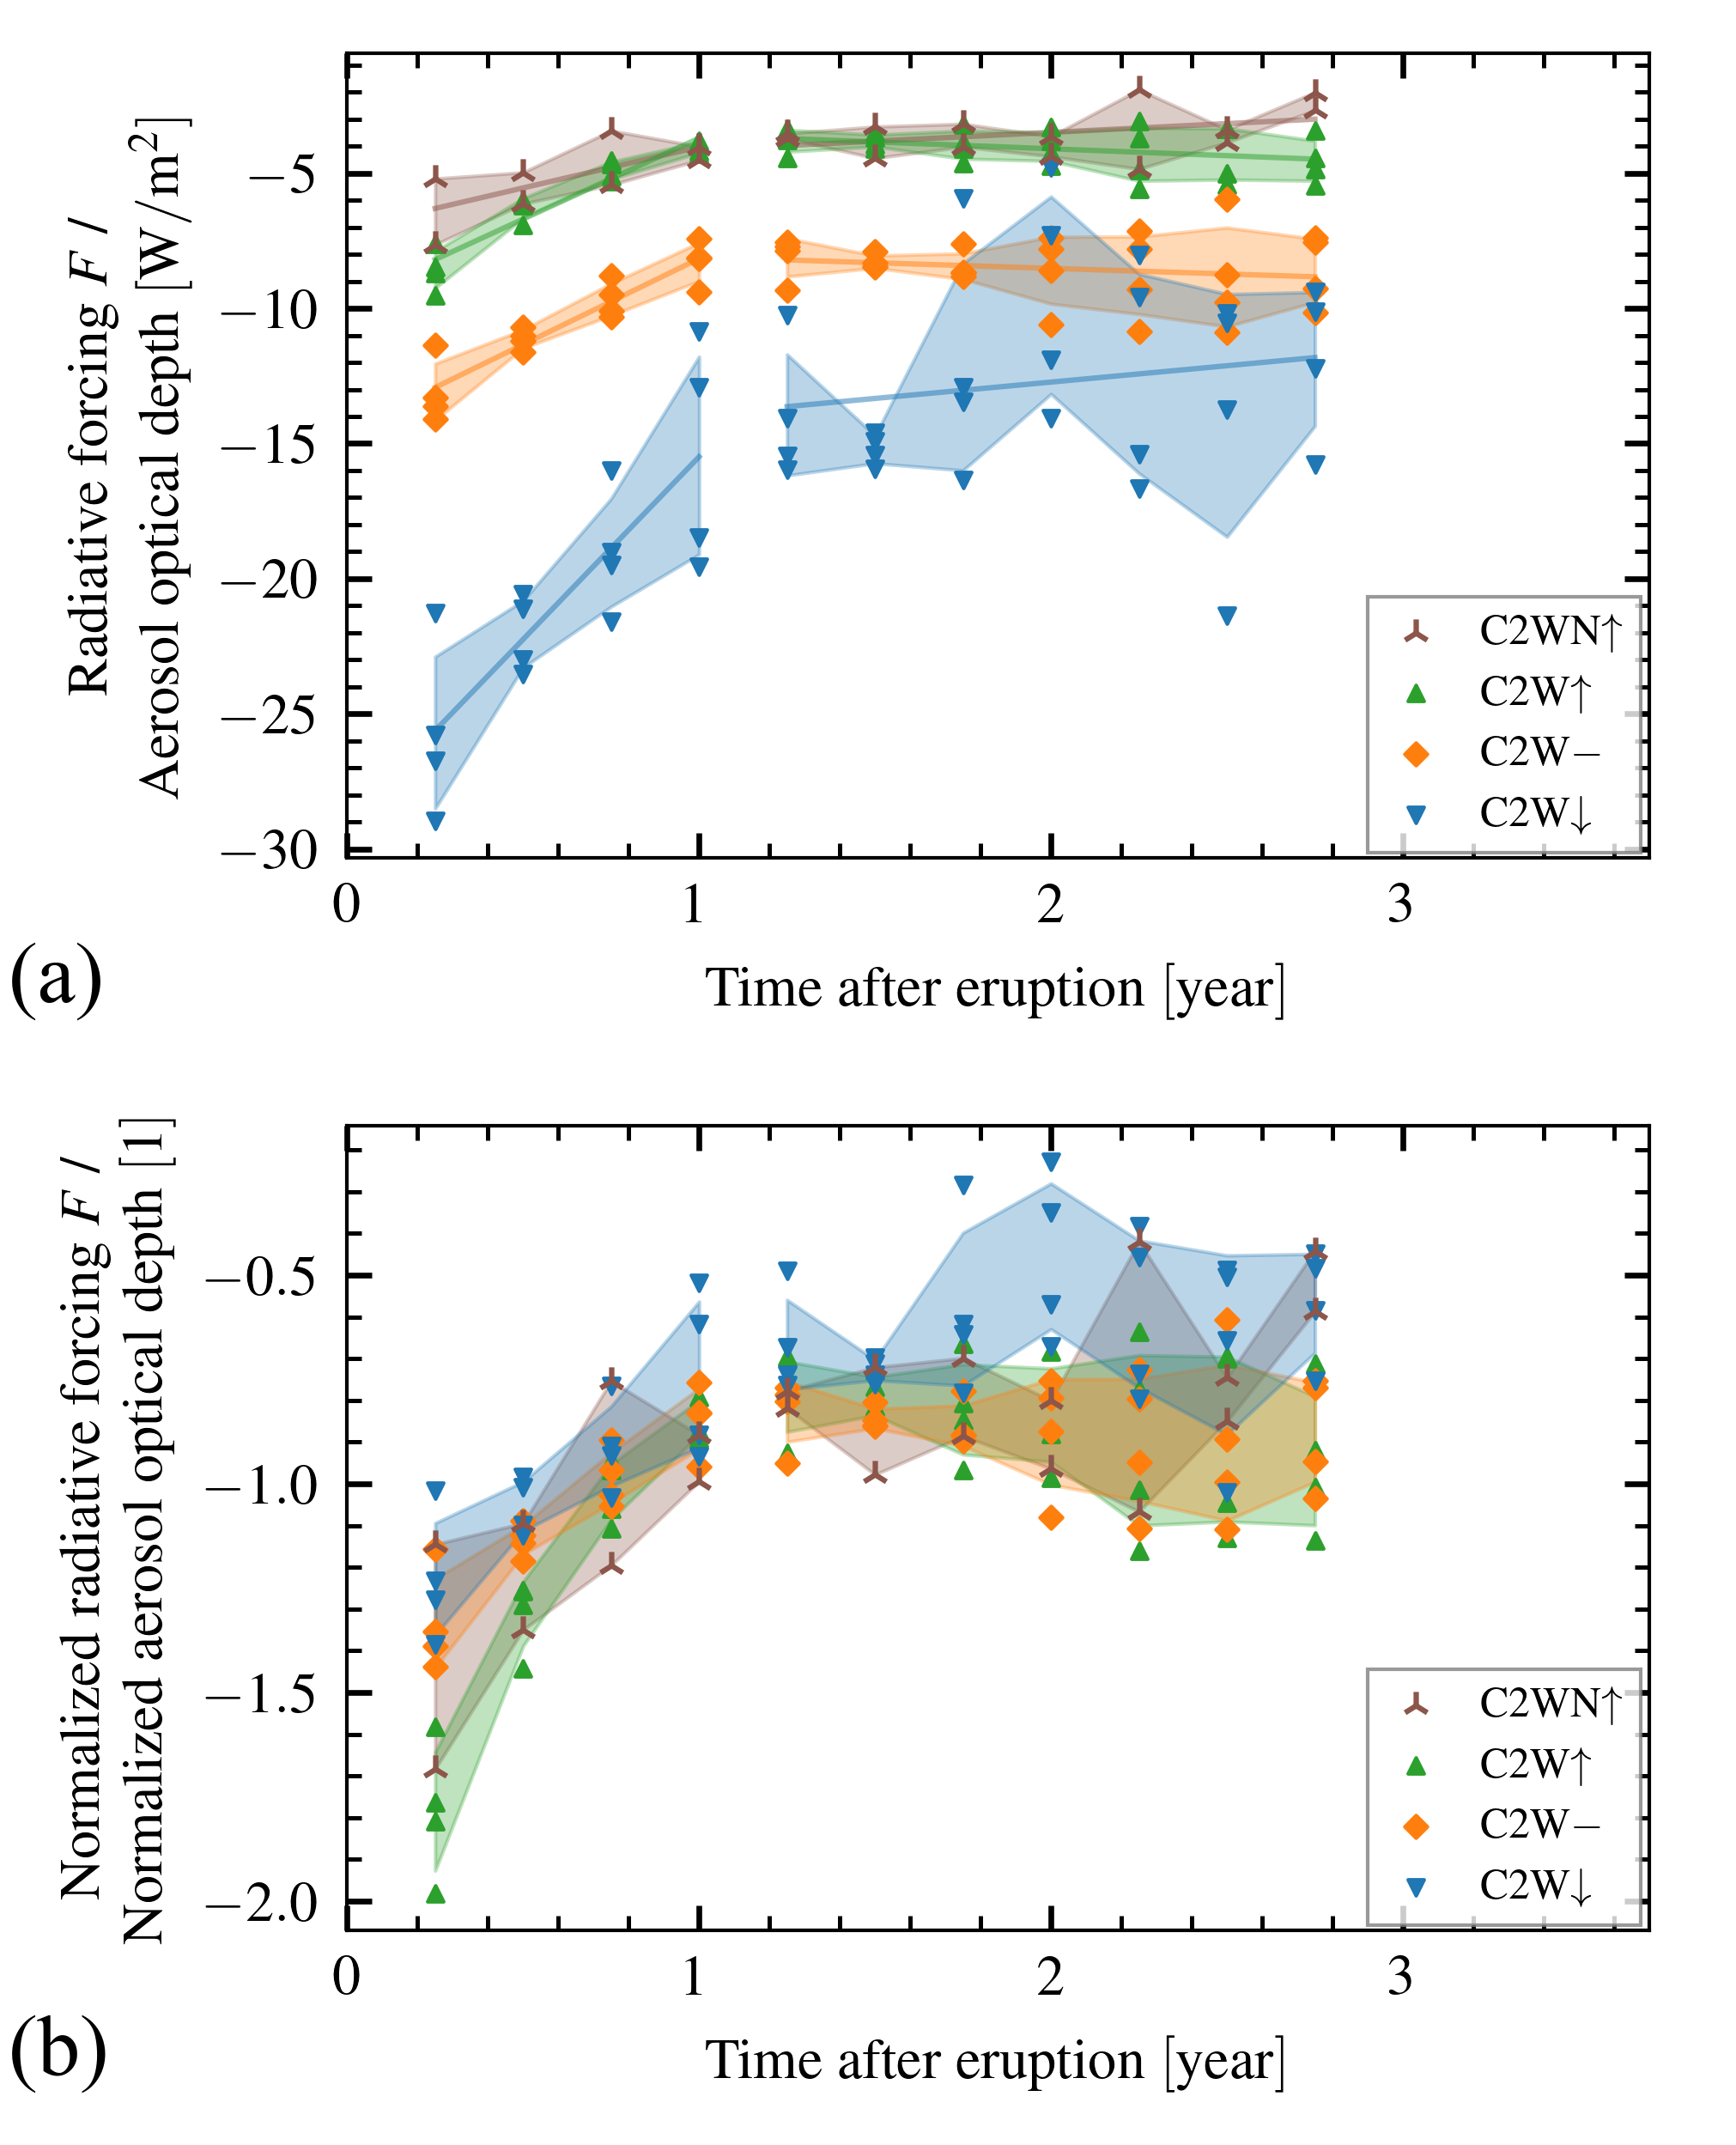 Radiative forcing F /
Aerosol optical depth [W/m²]
−5
−10
−15
−20
−25
−30
0 1 2 3
Time after eruption [year]
C2WN↑
C2W↑
C2W−
C2W↓
(a)
Normalized radiative forcing F /
Normalized aerosol optical depth [1]
−0.5
−1.0
−1.5
−2.0
0 1 2 3
Time after eruption [year]
C2WN↑
C2W↑
C2W−
C2W↓
(b)